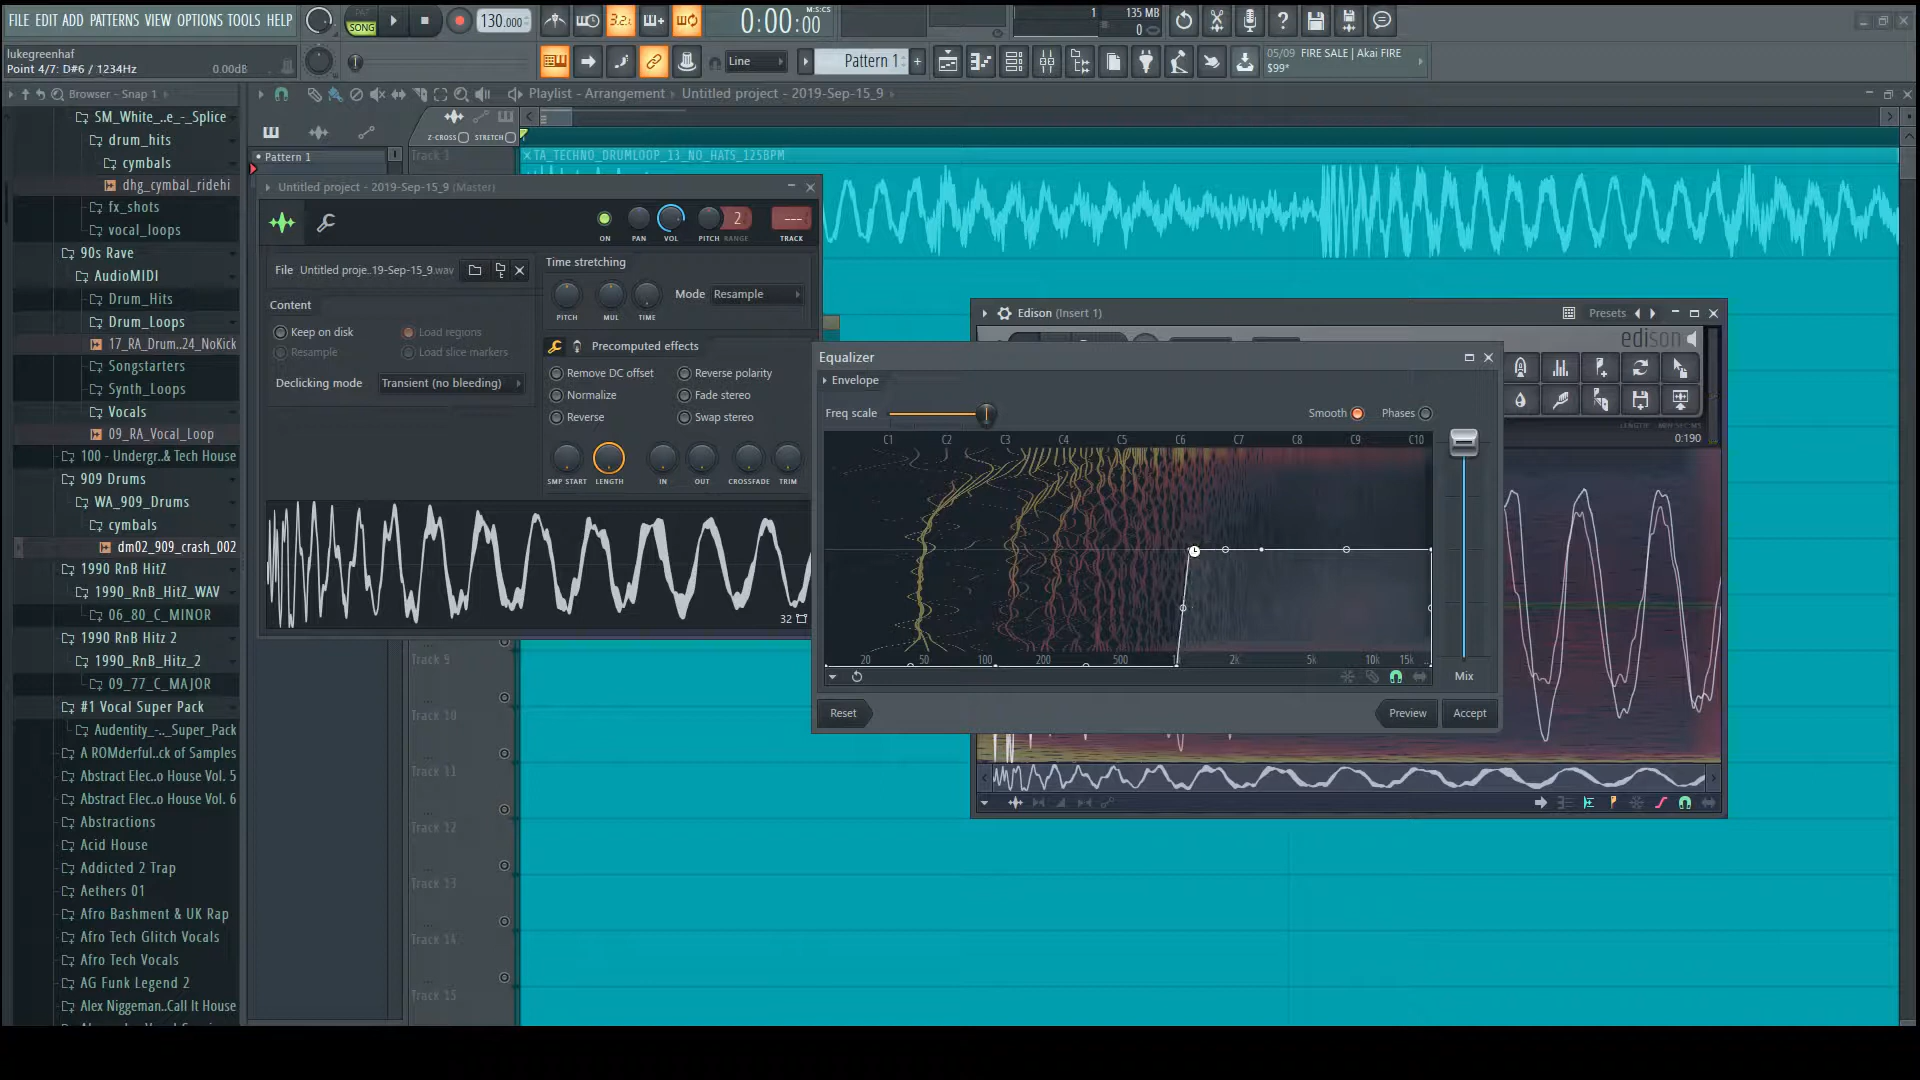 FILE EDIT ADD PATTERNS VIEW OPTIONS TOOLS HELP
PAT
SONG
130.000
3.2.
0:00:00
M:S:CS
1
135 MB
0
lukegreenhaf
Point 4/7: D#6 / 1234Hz
0.00dB
Line
Pattern 1
+
05/09 FIRE SALE | Akai FIRE
$99*
Browser - Snap 1
Playlist - Arrangement
Untitled project - 2019-Sep-15_9
SM_White_..e_-_Splice
drum_hits
cymbals
dhg_cymbal_ridehi
fx_shots
vocal_loops
90s Rave
AudioMIDI
Drum_Hits
Drum_Loops
17_RA_Drum..24_NoKick
Songstarters
Synth_Loops
Vocals
09_RA_Vocal_Loop
100 - Undergr..& Tech House
909 Drums
WA_909_Drums
cymbals
dm02_909_crash_002
1990 RnB HitZ
1990_RnB_HitZ_WAV
06_80_C_MINOR
1990 RnB Hitz 2
1990_RnB_Hitz_2
09_77_C_MAJOR
#1 Vocal Super Pack
Audentity_-.._Super_Pack
A ROMderful..ck of Samples
Abstract Elec..o House Vol. 5
Abstract Elec..o House Vol. 6
Abstractions
Acid House
Addicted 2 Trap
Aethers 01
Afro Bashment & UK Rap
Afro Tech Glitch Vocals
Afro Tech Vocals
AG Funk Legend 2
Alex Niggeman..Call It House
Z-CROSS
STRETCH
Pattern 1
Track 1
TA_TECHNO_DRUMLOOP_13_NO_HATS_125BPM
Untitled project - 2019-Sep-15_9 (Master)
ON
PAN
VOL
PITCH
RANGE
2
---
TRACK
File
Untitled proje..19-Sep-15_9.wav
Content
Keep on disk
Load regions
Resample
Load slice markers
Declicking mode
Transient (no bleeding)
Time stretching
PITCH
MUL
TIME
Mode
Resample
Precomputed effects
Remove DC offset
Reverse polarity
Normalize
Fade stereo
Reverse
Swap stereo
SMP START
LENGTH
IN
OUT
CROSSFADE
TRIM
32
Track 9
Track 10
Track 11
Track 12
Track 13
Track 14
Track 15
Edison (Insert 1)
Presets
edison
0:190
Equalizer
Envelope
Freq scale
Smooth
Phases
C1
C2
C3
C4
C5
C6
C7
C8
C9
C10
20
50
100
200
500
2k
5k
10k
15k
Mix
Reset
Preview
Accept